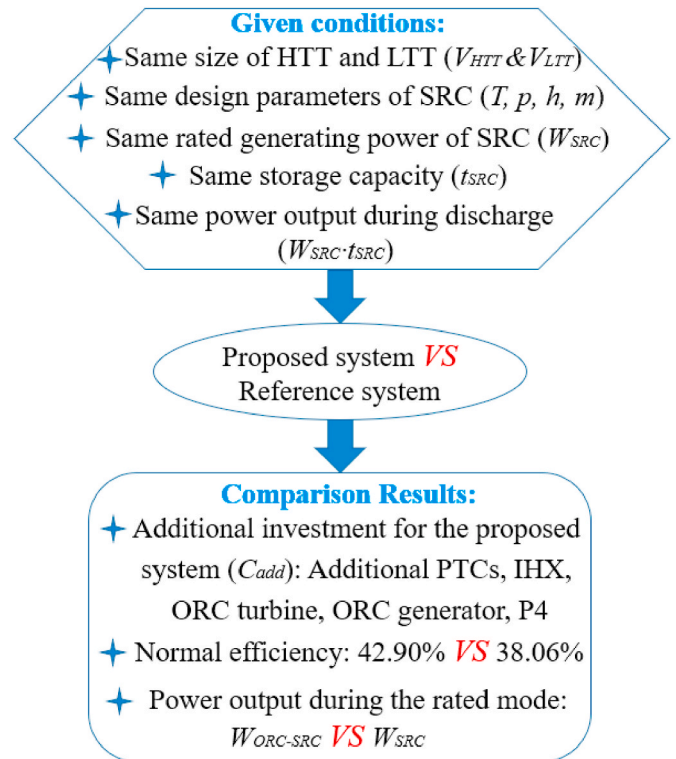 Given conditions:
Same size of HTT and LTT (VHTT & VLTT)
Same design parameters of SRC (T, p, h, m)
Same rated generating power of SRC (WSRC)
Same storage capacity (tSRC)
Same power output during discharge
(WSRC·tSRC)
Proposed system VS
Reference system
Comparison Results:
Additional investment for the proposed
system (Cadd): Additional PTCs, IHX,
ORC turbine, ORC generator, P4
Normal efficiency: 42.90% VS 38.06%
Power output during the rated mode:
WORC-SRC VS WSRC